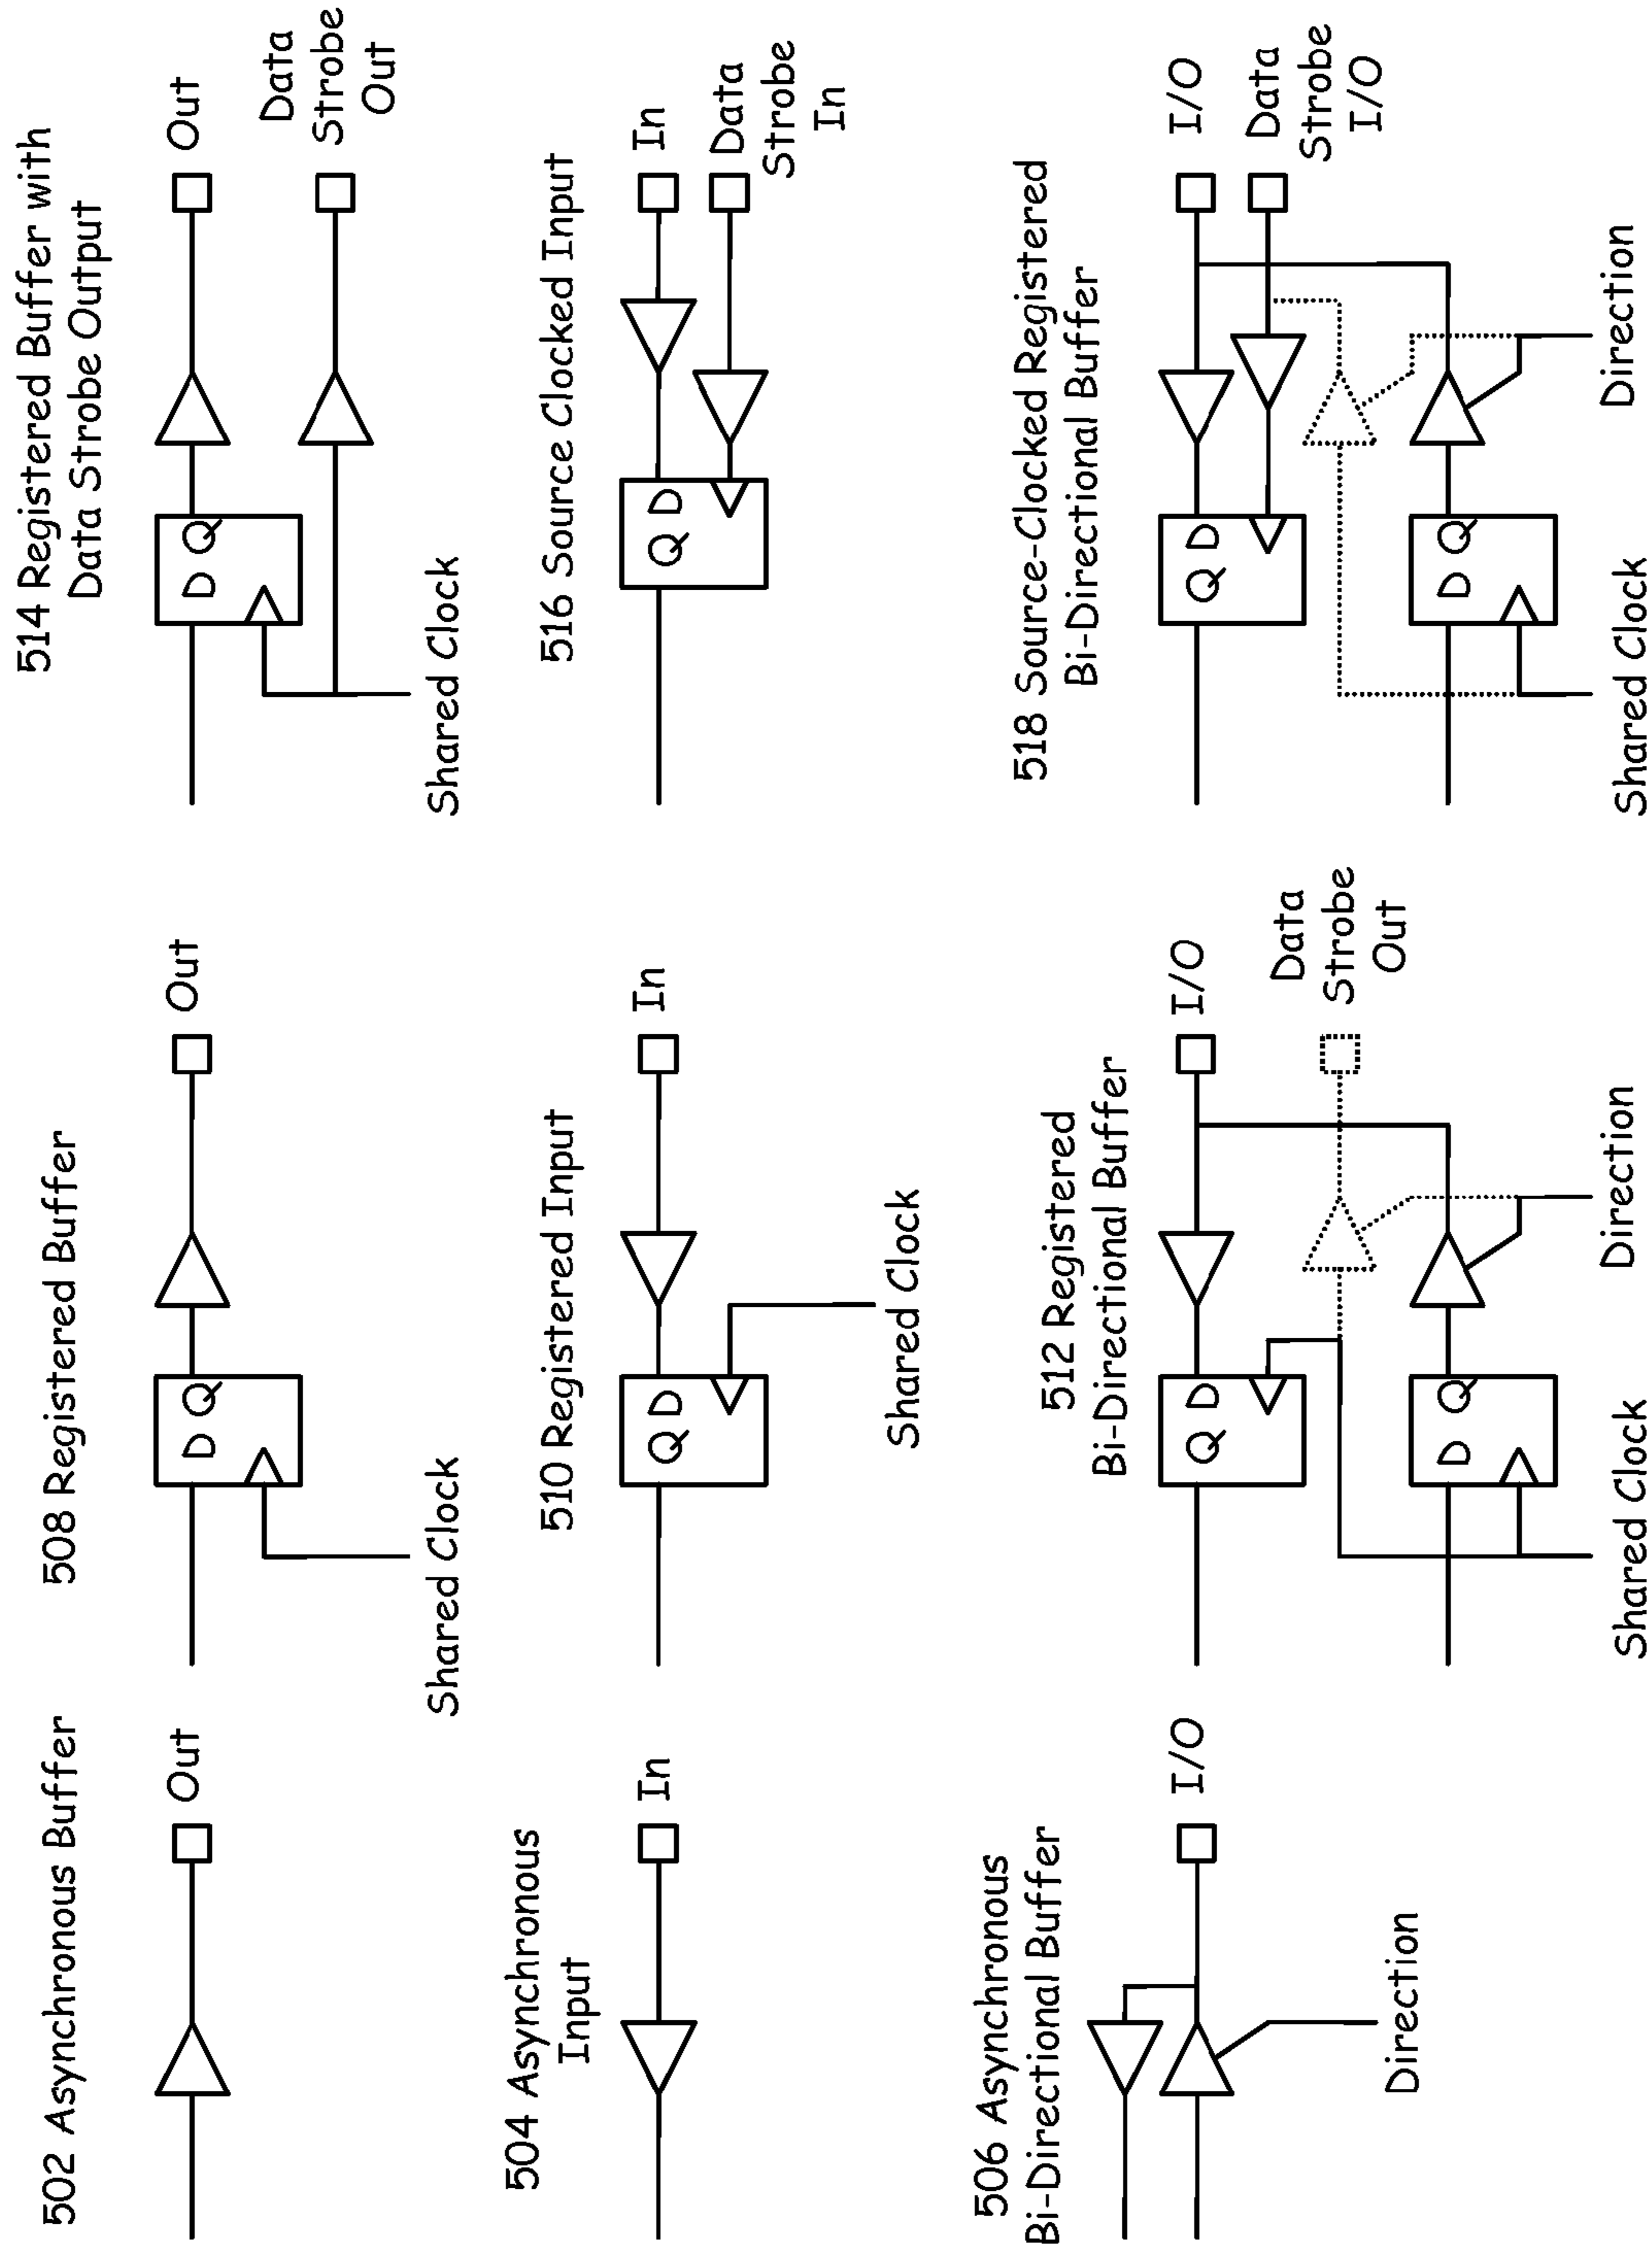 502 Asynchronous Buffer
Out
508 Registered Buffer
D Q
Out
Shared Clock
514 Registered Buffer with
Data Strobe Output
D Q
Out
Data
Strobe
Out
Shared Clock
504 Asynchronous
Input
In
510 Registered Input
Q D
In
Shared Clock
516 Source Clocked Input
Q D
In
Data
Strobe
In
506 Asynchronous
Bi-Directional Buffer
I/O
Direction
512 Registered
Bi-Directional Buffer
Q D
I/O
Data
Strobe
Out
D Q
Shared Clock
Direction
518 Source-Clocked Registered
Bi-Directional Buffer
Q D
I/O
Data
Strobe
I/O
D Q
Shared Clock
Direction